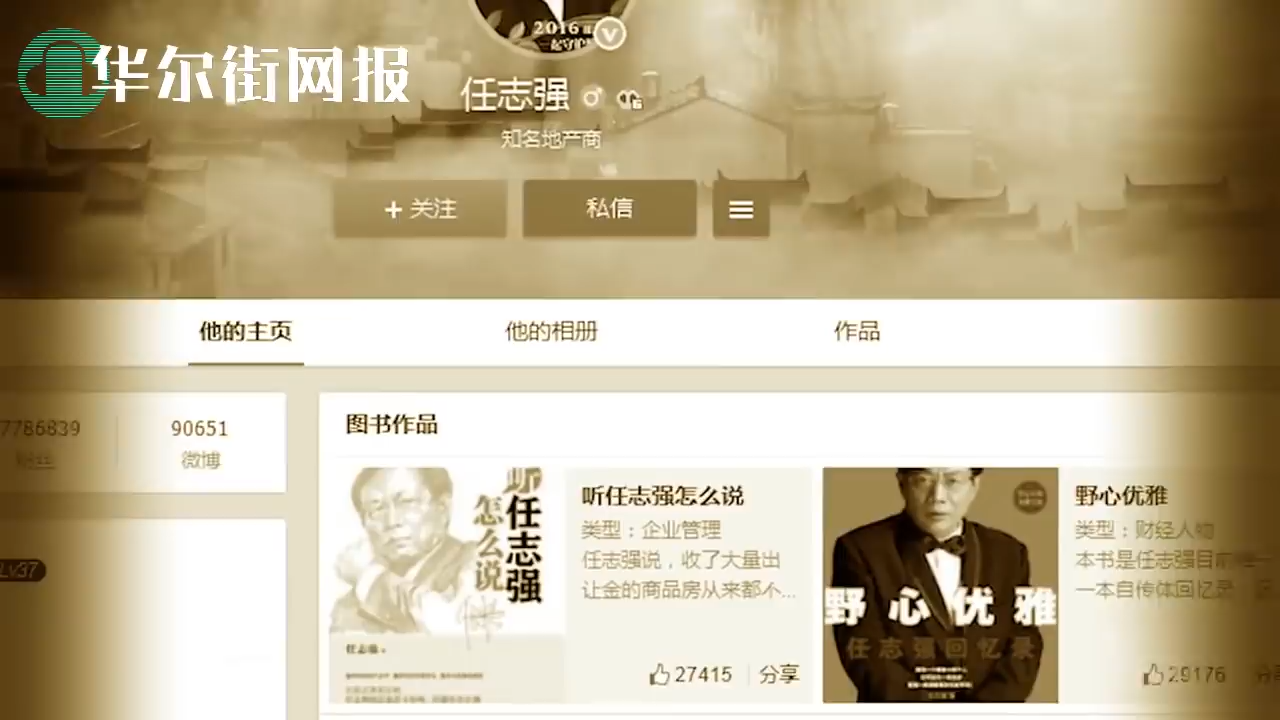 华尔街网报
2016
任志强
知名地产商
+ 关注
私信
他的主页
他的相册
作品
7786839
粉丝
90651
微博
Lv37
图书作品
听任志强怎么说
听任志强怎么说
类型：企业管理
任志强说，收了大量出
让金的商品房从来都不...
27415
分享
野心优雅
任志强回忆录
野心优雅
类型：财经人物
本书是任志强目前
一本自传体回忆录
29176